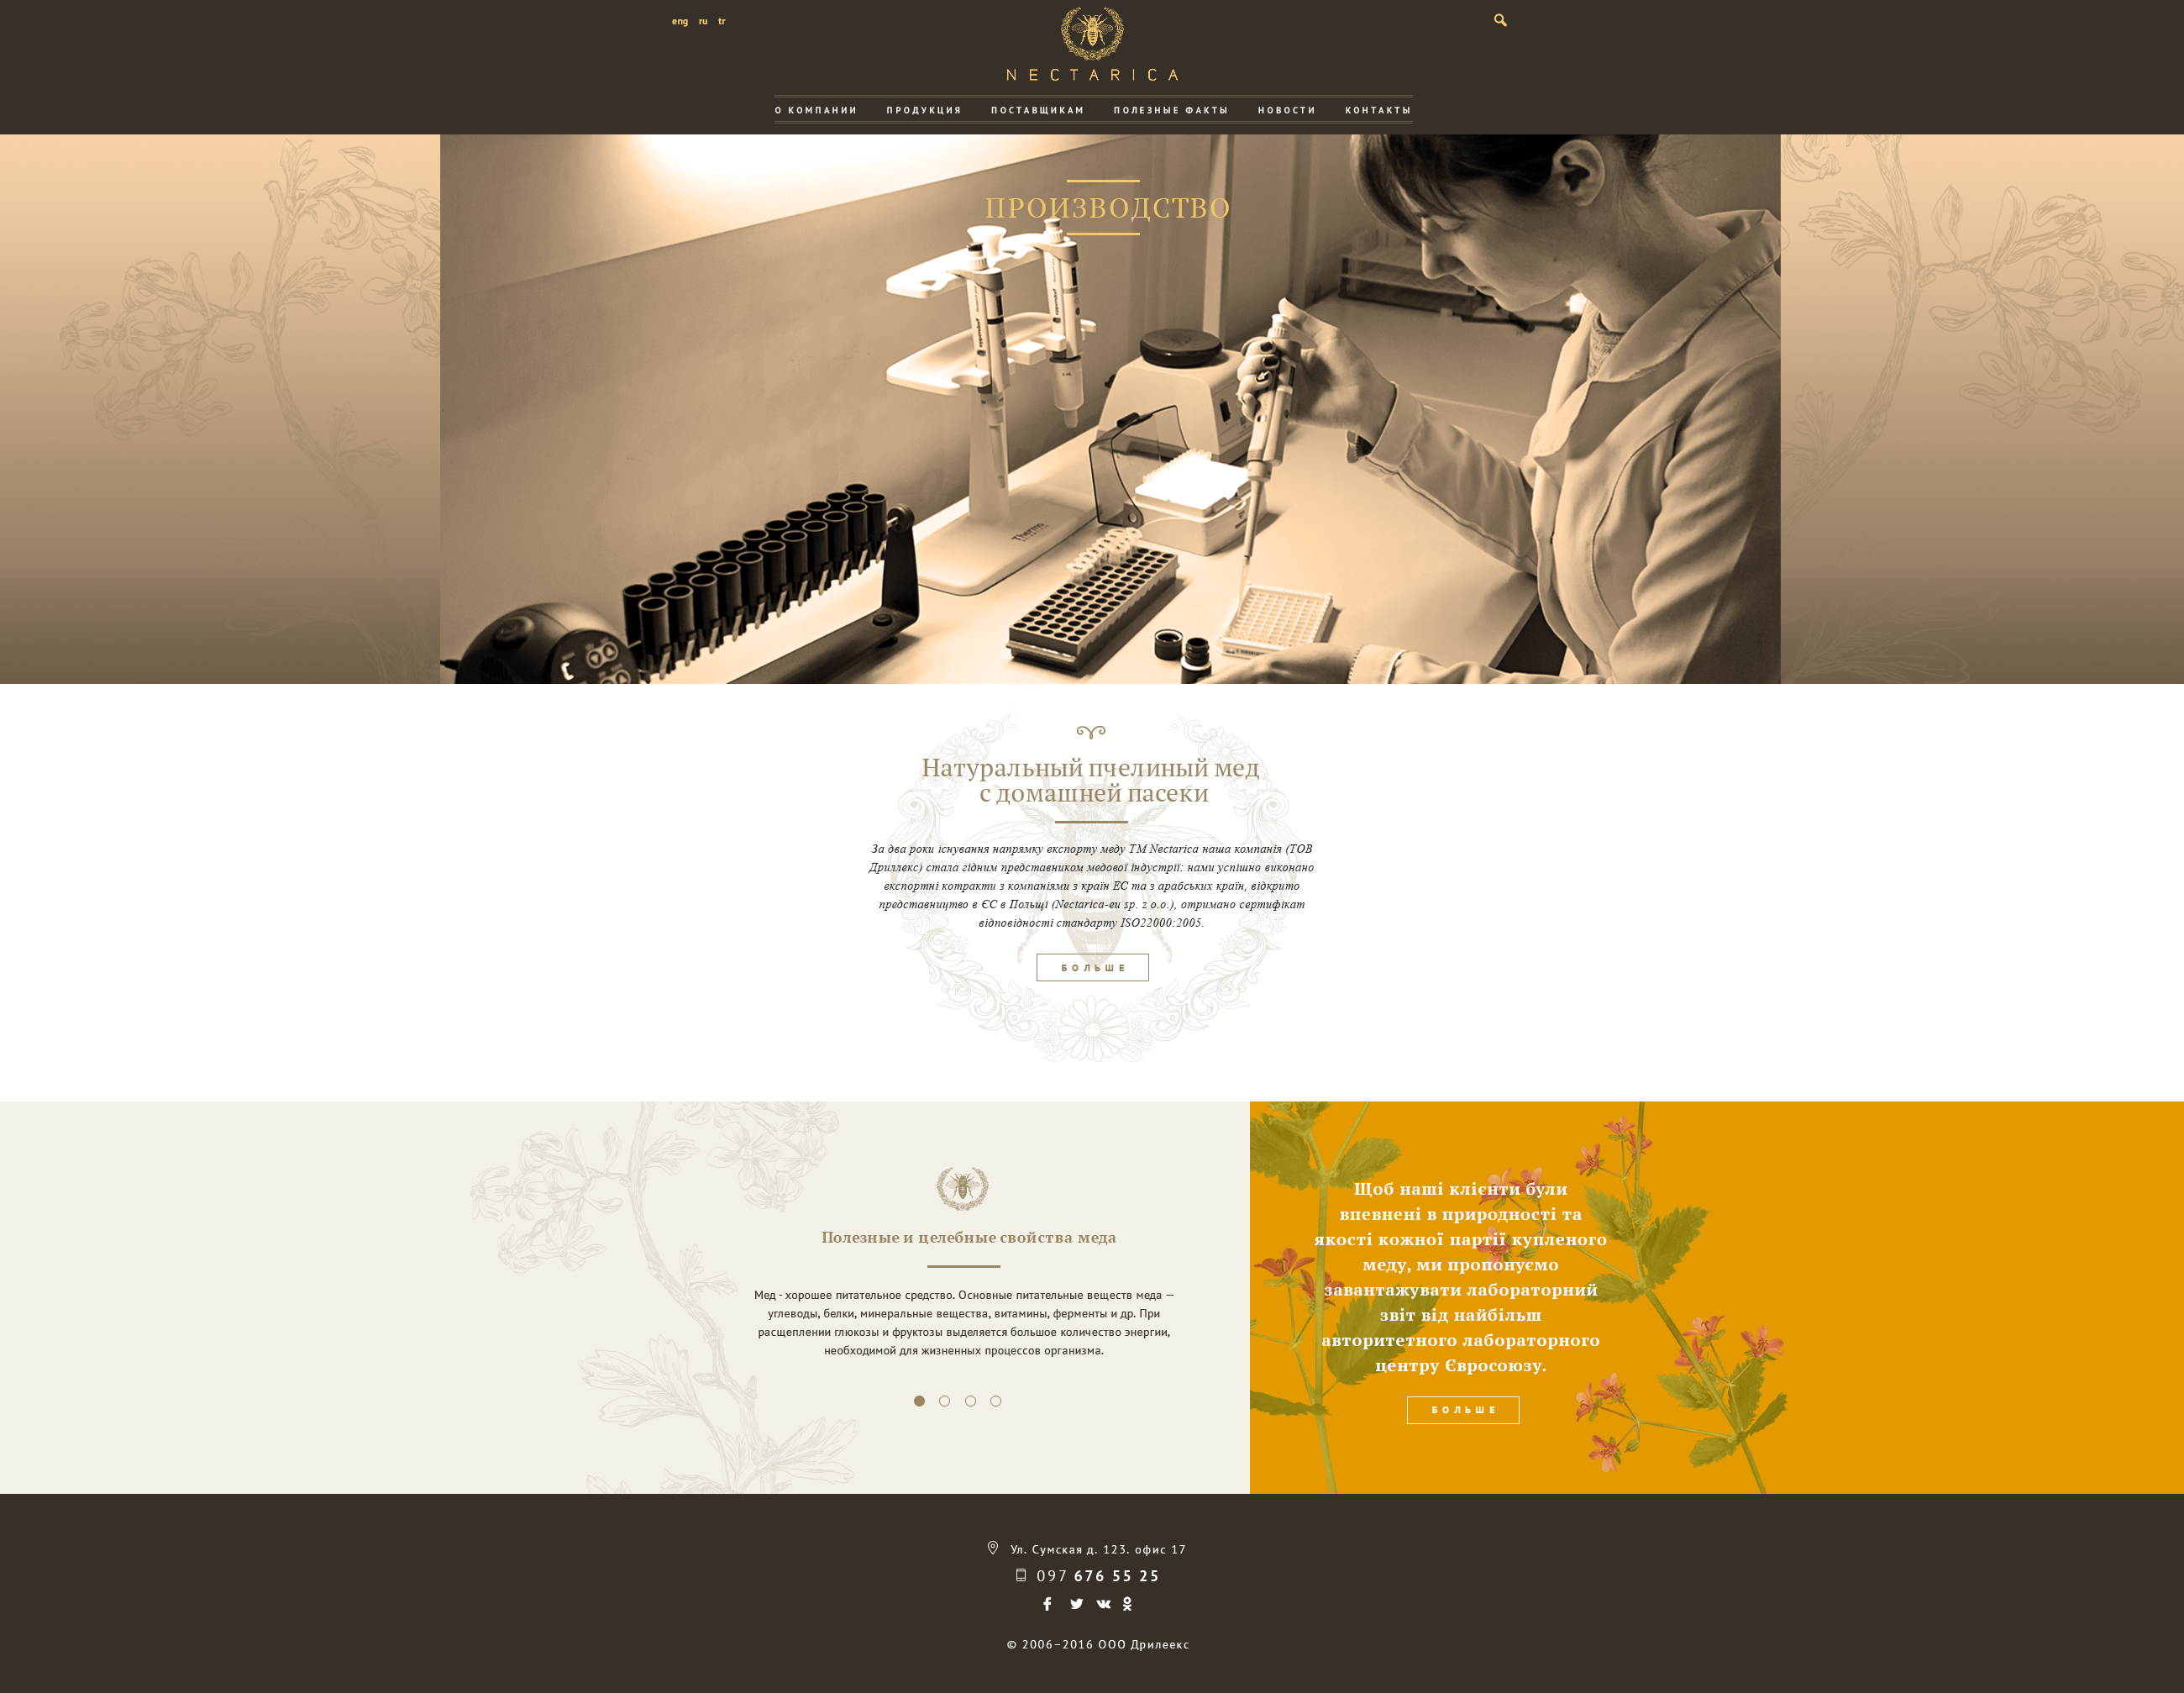 eng ru tr
NECTARICA
О КОМПАНИИ ПРОДУКЦИЯ ПОСТАВЩИКАМ ПОЛЕЗНЫЕ ФАКТЫ НОВОСТИ КОНТАКТЫ
ПРОИЗВОДСТВО
Thermo
Натуральный пчелиный мед
с домашней пасеки
За два роки існування напрямку експорту меду ТМ Nectarica наша компанія (ТОВ
Дриллекс) стала гідним представником медової індустрії: нами успішно виконано
експортні котракти з компаніями з країн ЕС та з арабських країн, відкрито
представництво в ЄС в Польщі (Nectarica-eu sp. z o.o.), отримано сертифікат
відповідності стандарту ISO22000:2005.
БОЛЬШЕ
Полезные и целебные свойства меда
Мед - хорошее питательное средство. Основные питательные веществ меда —
углеводы, белки, минеральные вещества, витамины, ферменты и др. При
расщеплении глюкозы и фруктозы выделяется большое количество энергии,
необходимой для жизненных процессов организма.
Щоб наші клієнти були
впевнені в природності та
якості кожної партії купленого
меду, ми пропонуємо
завантажувати лабораторний
звіт від найбільш
авторитетного лабораторного
центру Євросоюзу.
БОЛЬШЕ
Ул. Сумская д. 123. офис 17
097 676 55 25
© 2006–2016 ООО Дрилеекс